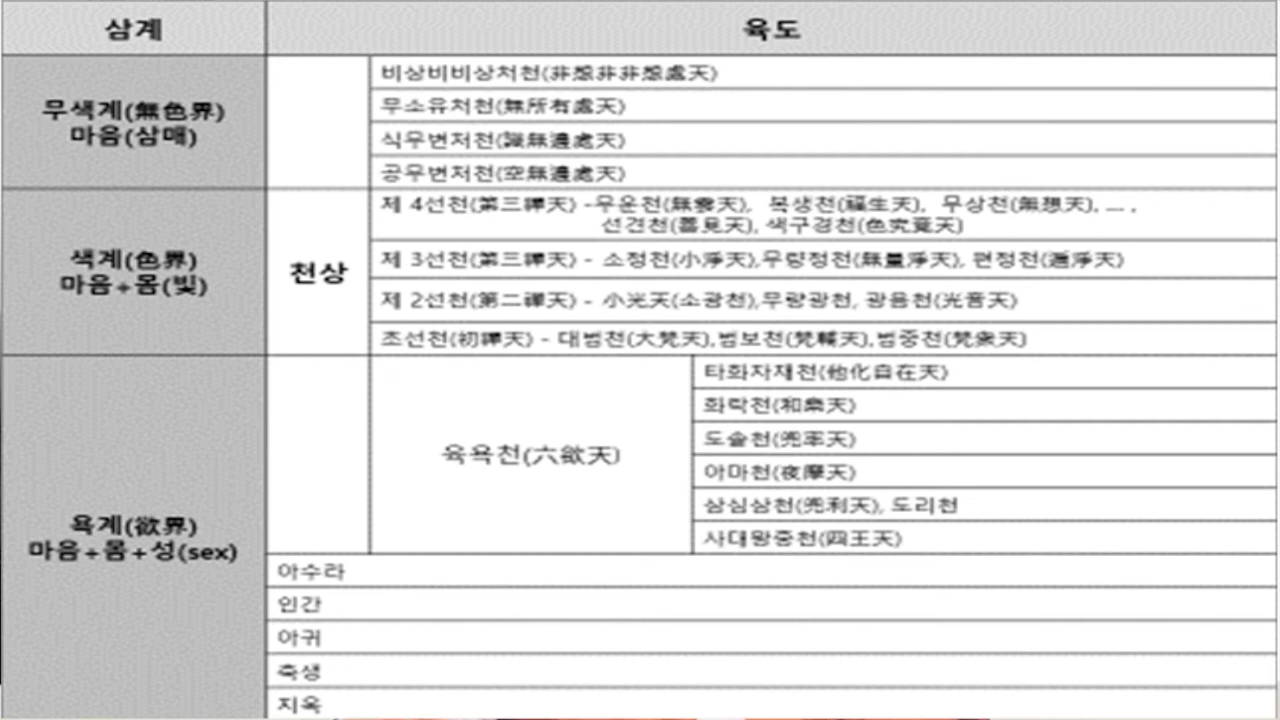 삼계
육도
무색계(無色界)
마음(삼매)
비상비비상처천(非想非非想處天)
무소유처천(無所有處天)
식무변처천(識無邊處天)
공무변처천(空無邊處天)
색계(色界)
마음+몸(빛)
천상
제 4선천(第三禪天) -무운천(無雲天), 복생천(福生天), 무상천(無想天), ... ,
선견천(善見天), 색구경천(色究竟天)
제 3선천(第三禪天) - 소정천(小淨天),무량정천(無量淨天), 편정천(遍淨天)
제 2선천(第二禪天) - 小光天(소광천),무량광천, 광음천(光音天)
초선천(初禪天) - 대범천(大梵天),범보천(梵輔天),범중천(梵衆天)
욕계(欲界)
마음+몸+성(sex)
육욕천(六欲天)
타화자재천(他化自在天)
화락천(和樂天)
도솔천(兜率天)
야마천(夜摩天)
삼십삼천(兜利天), 도리천
사대왕중천(四王天)
아수라
인간
아귀
축생
지옥